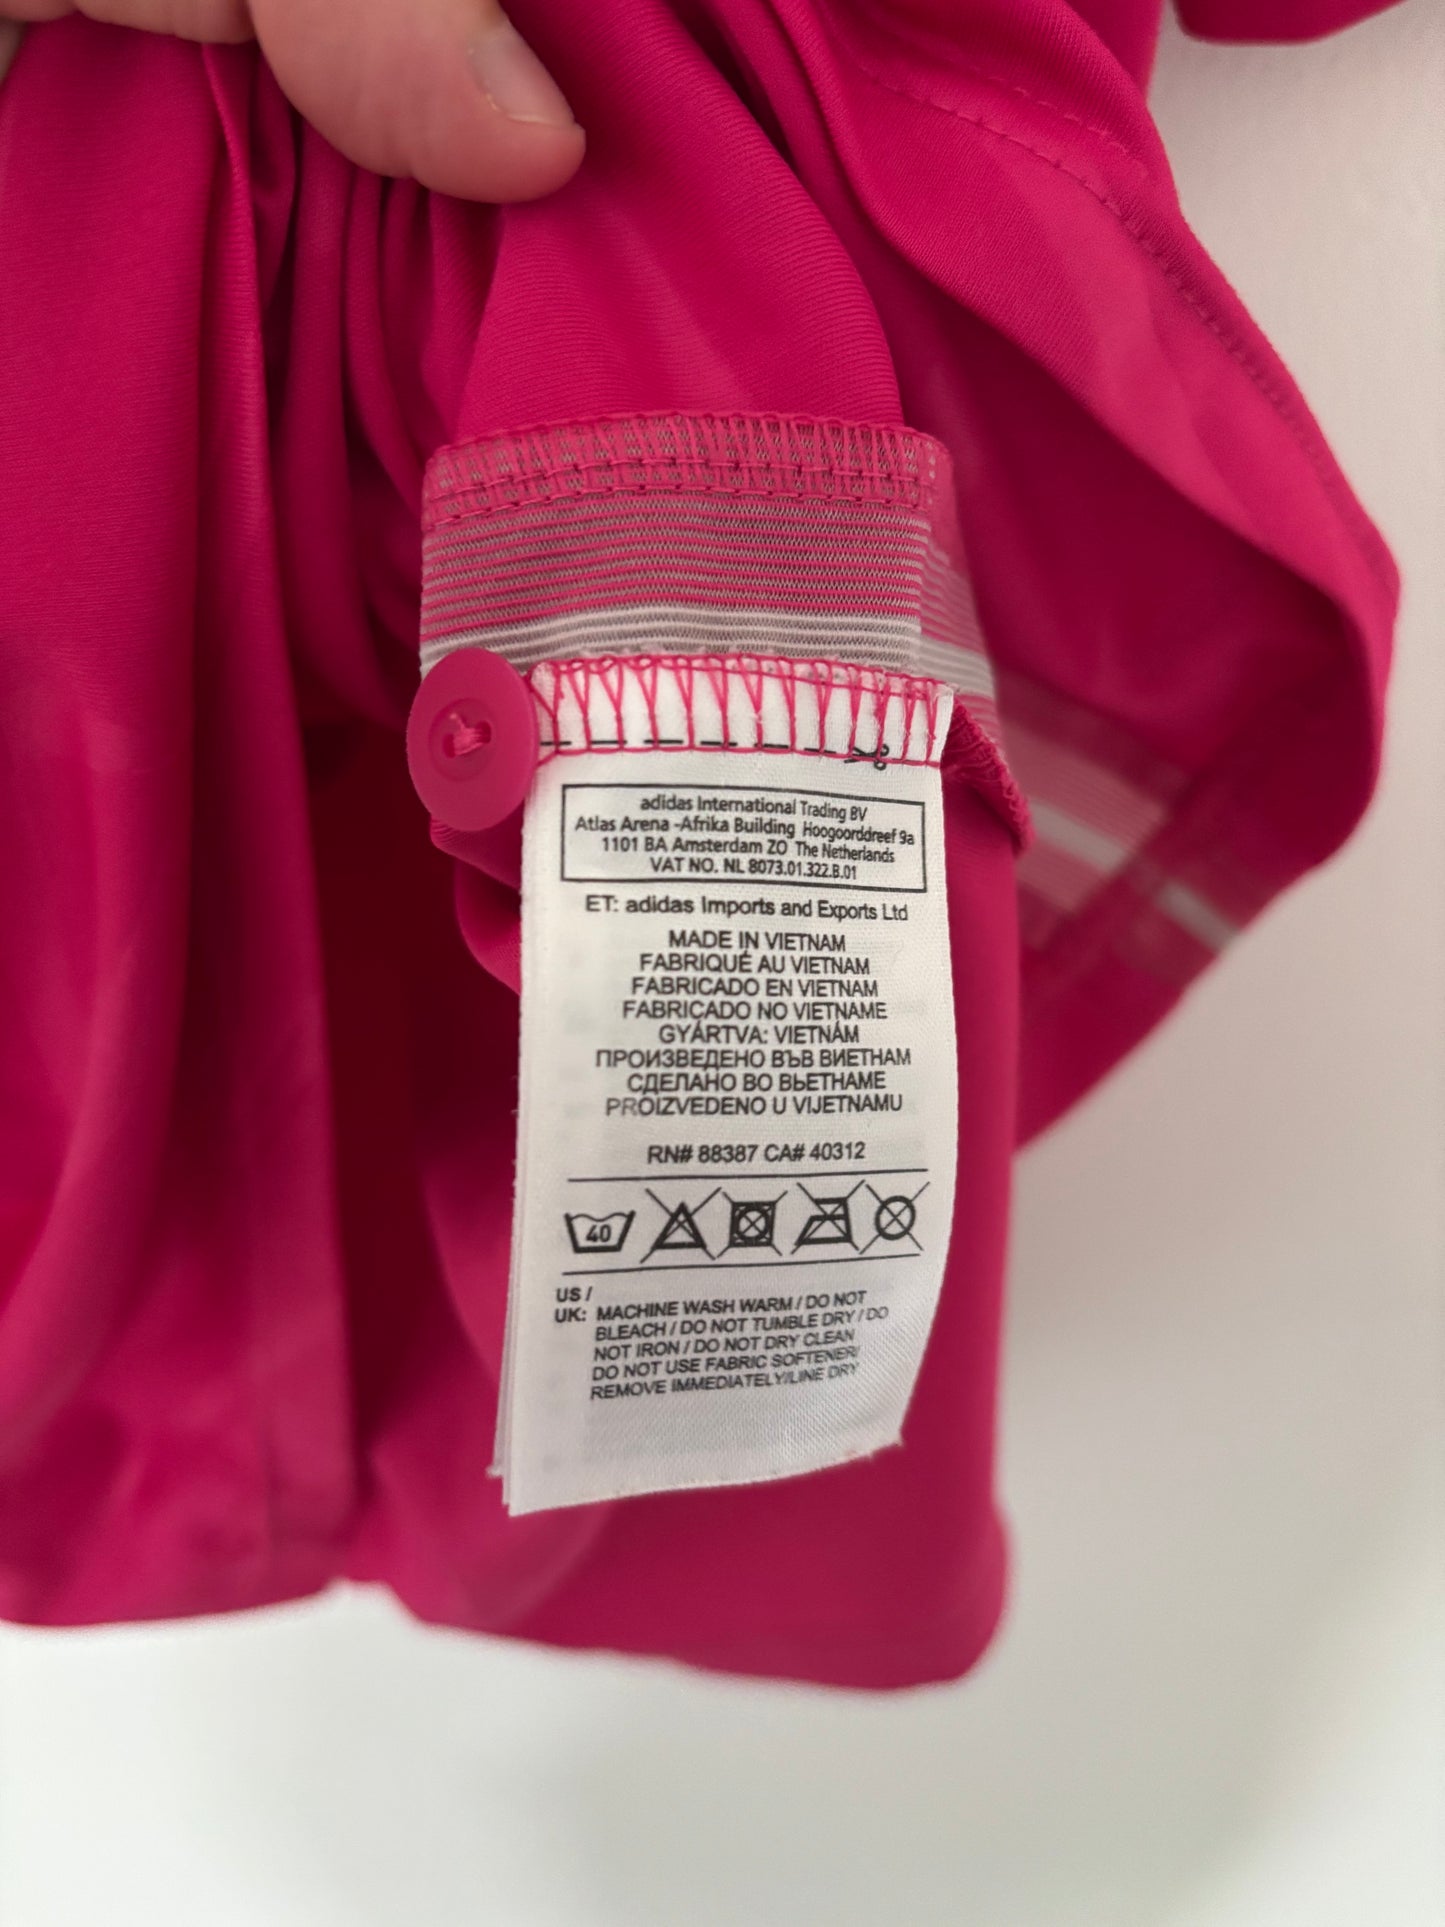 adidas International Trading BV
Atlas Arena -Afrika Building Hoogoorddreef 9a
1101 BA Amsterdam ZO The Netherlands
VAT NO. NL 8073.01.322.B.01
ET: adidas Imports and Exports Ltd
MADE IN VIETNAM
FABRIQUÉ AU VIETNAM
FABRICADO EN VIETNAM
FABRICADO NO VIETNAME
GYÁRTVA: VIETNÁM
ПРОИЗВЕДЕНО ВЪВ ВИЕТНАМ
СДЕЛАНО ВО ВЬЕТНАМЕ
PROIZVEDENO U VIJETNAMU
RN# 88387 CA# 40312
40
US /
UK: MACHINE WASH WARM / DO NOT
BLEACH / DO NOT TUMBLE DRY / DO
NOT IRON / DO NOT DRY CLEAN
DO NOT USE FABRIC SOFTENER/
REMOVE IMMEDIATELY/LINE DRY